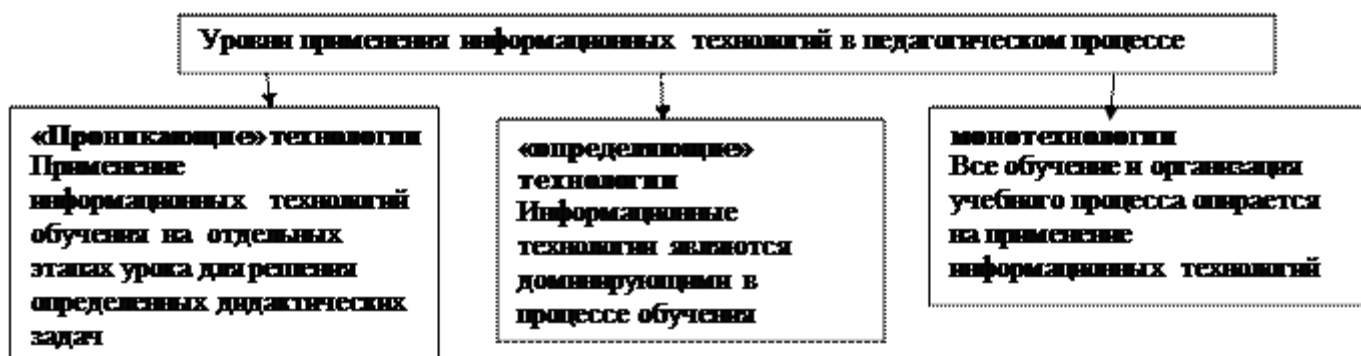 Уровни применения информационных технологий в педагогическом процессе
«Проникающие» технологии
Применение
информационных технологий
обучения на отдельных
этапах урока для решения
определенных дидактических
задач
«определяющие»
технологии
Информационные
технологии являются
доминирующими в
процессе обучения
монотехнологии
Все обучение и организация
учебного процесса опирается
на применение
информационных технологий